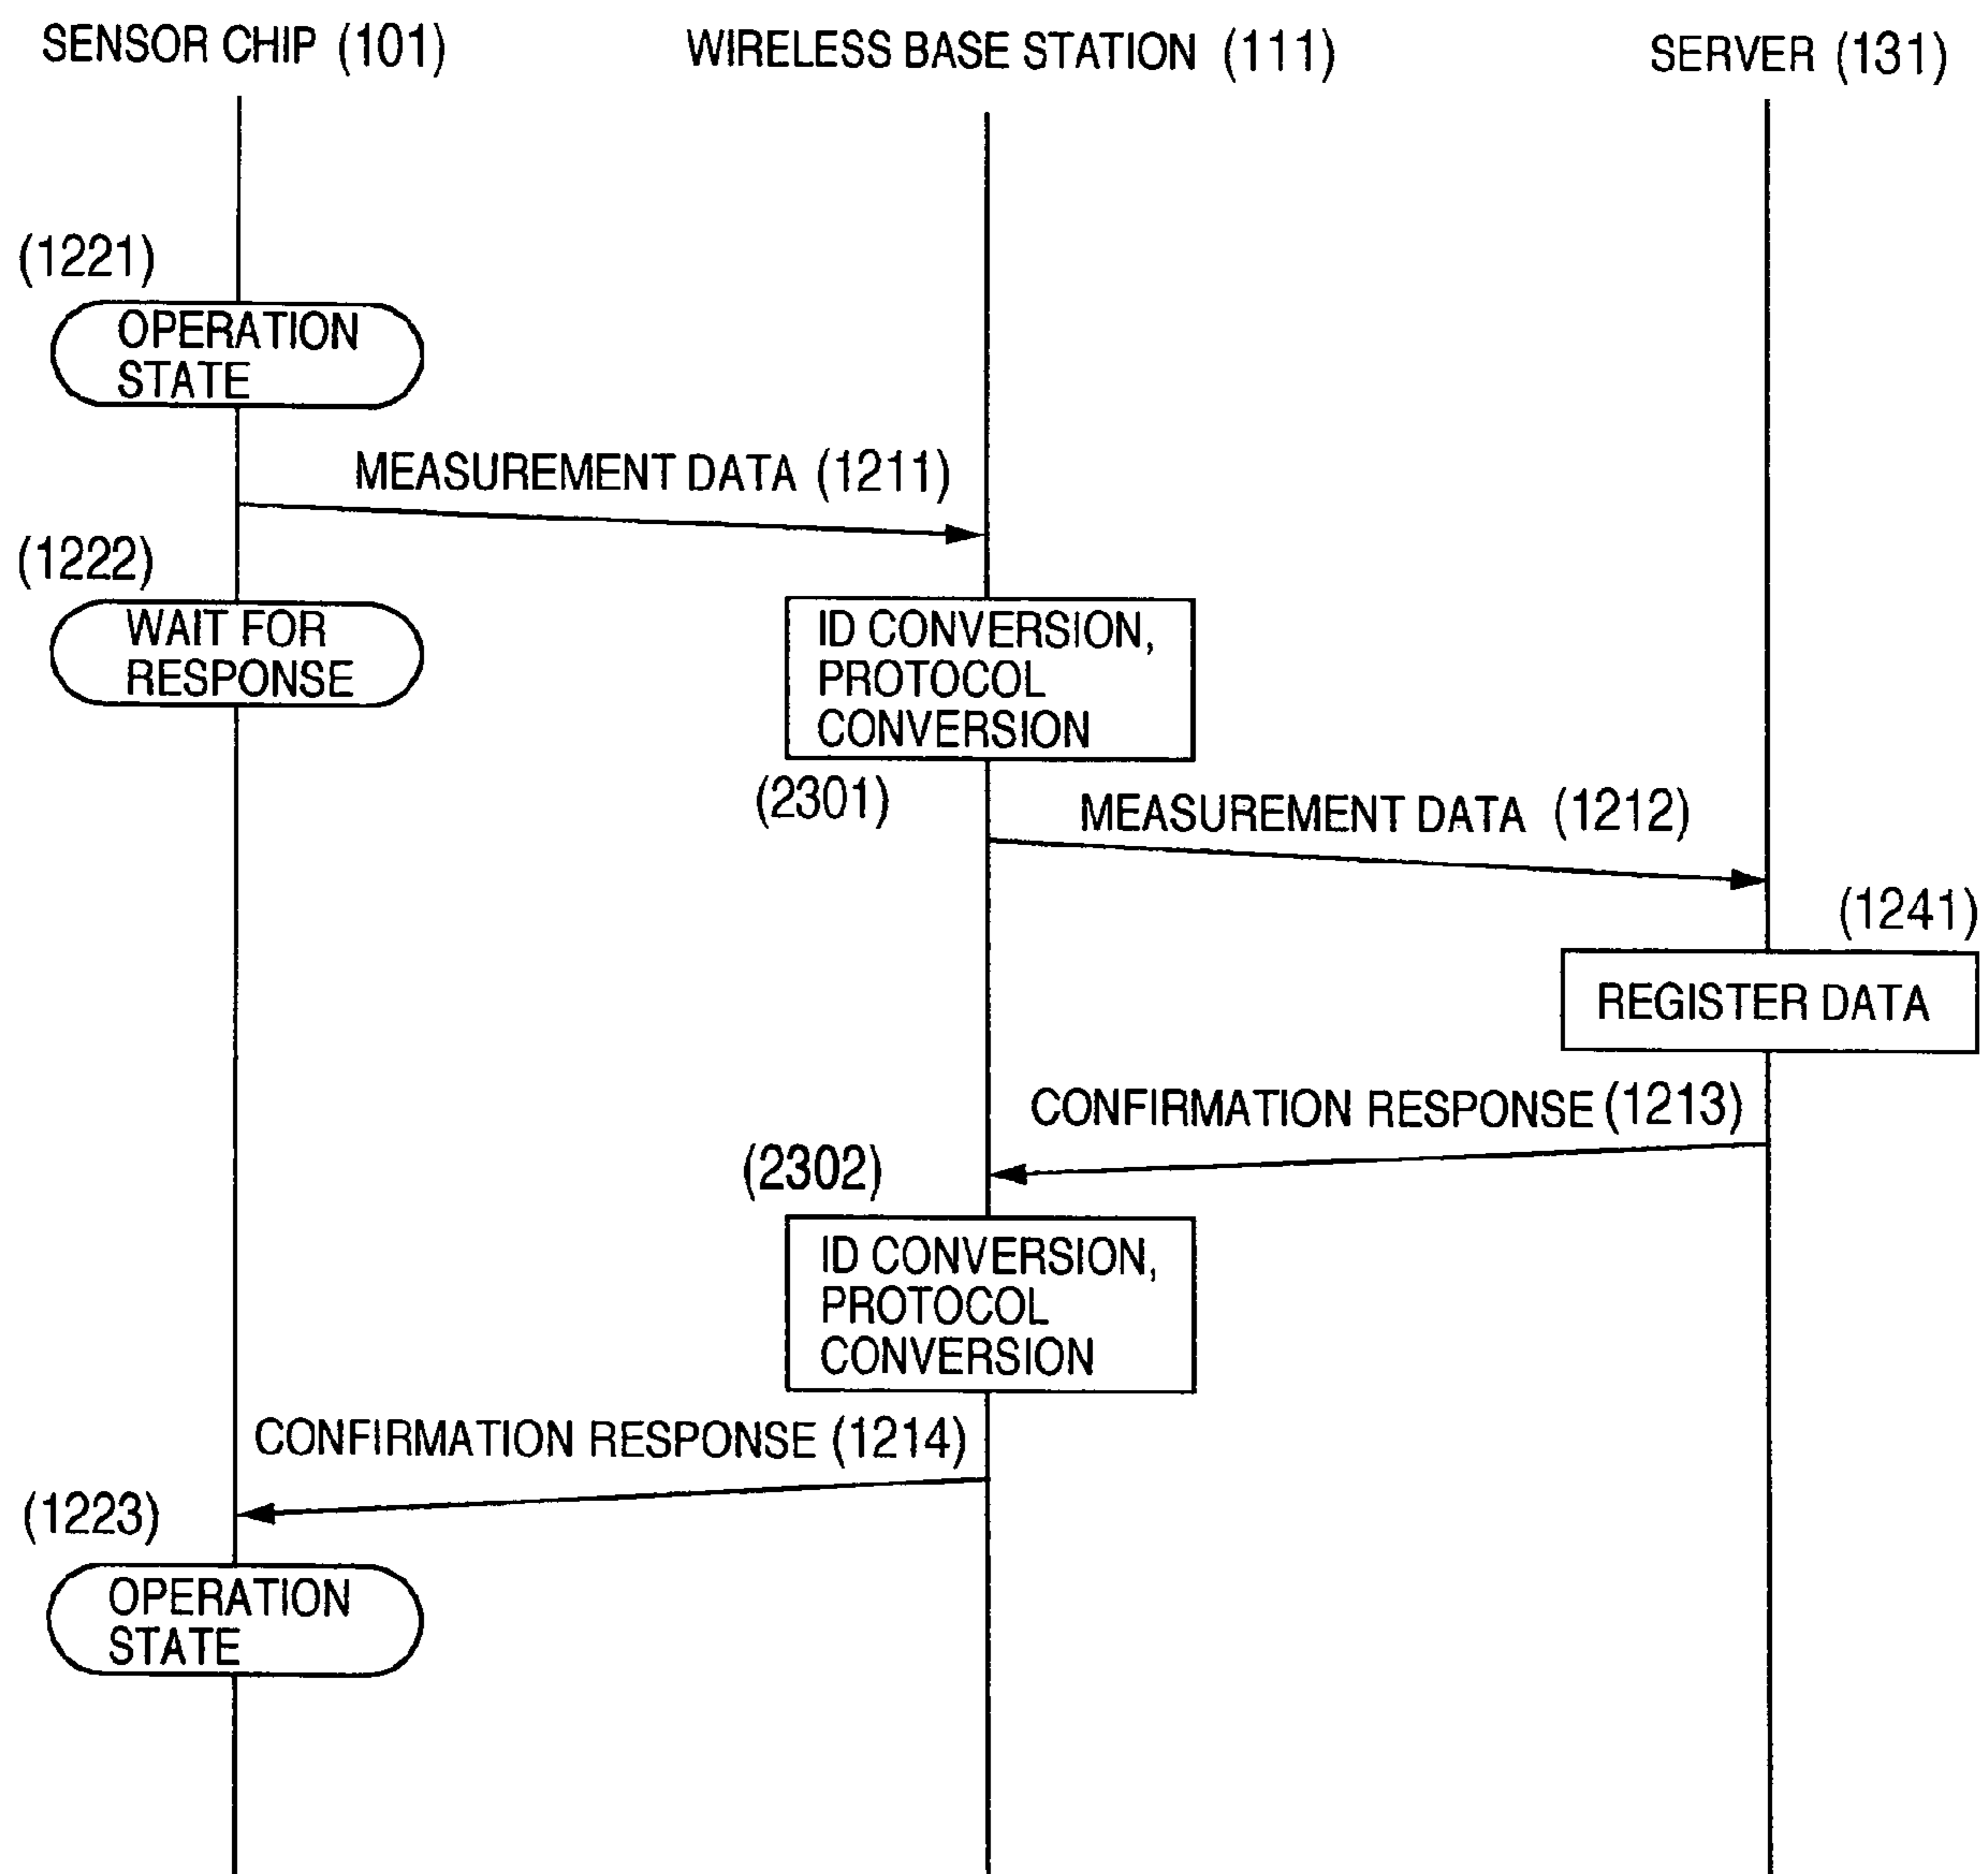 SENSOR CHIP (101)
WIRELESS BASE STATION (111)
SERVER (131)
(1221)
OPERATION
STATE
MEASUREMENT DATA (1211)
(1222)
WAIT FOR
RESPONSE
ID CONVERSION,
PROTOCOL
CONVERSION
(2301)
MEASUREMENT DATA (1212)
(1241)
REGISTER DATA
CONFIRMATION RESPONSE (1213)
(2302)
ID CONVERSION,
PROTOCOL
CONVERSION
CONFIRMATION RESPONSE (1214)
(1223)
OPERATION
STATE